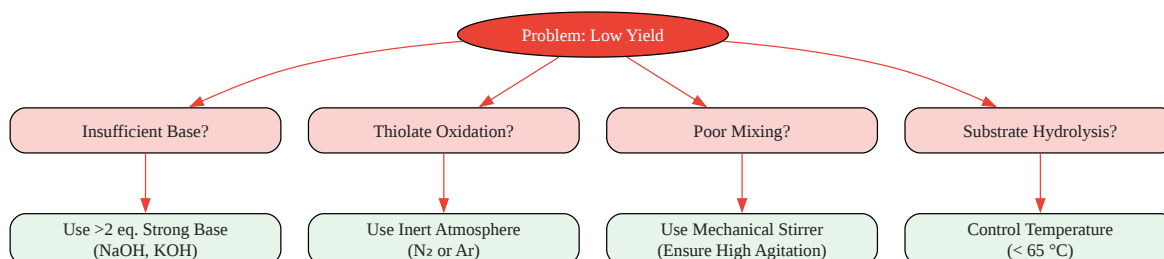 Problem: Low Yield
Insufficient Base?
Thiolate Oxidation?
Poor Mixing?
Substrate Hydrolysis?
Use >2 eq. Strong Base
(NaOH, KOH)
Use Inert Atmosphere
(N₂ or Ar)
Use Mechanical Stirrer
(Ensure High Agitation)
Control Temperature
(< 65 °C)